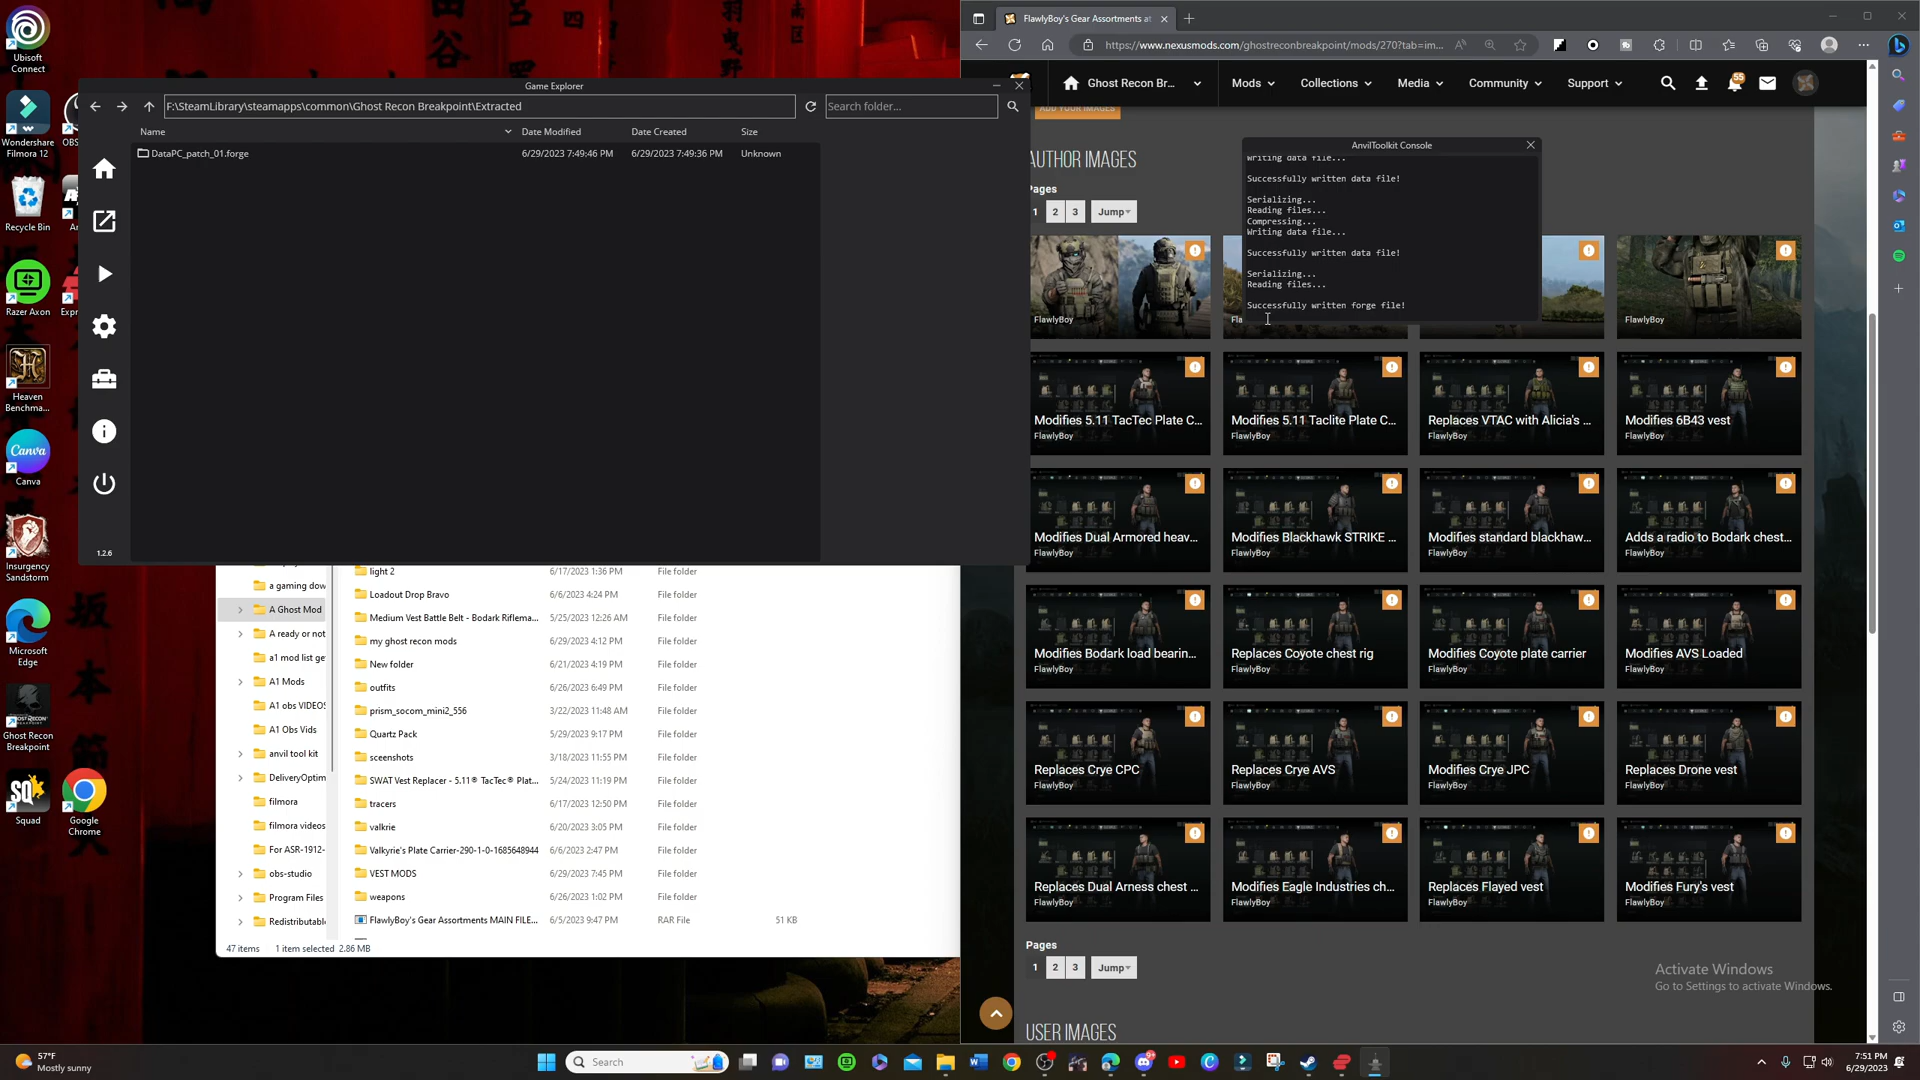 Ubisoft
Connect
Wondershare
Filmora 12
OBS
Recycle Bin
Razer Axon
Heaven
Benchma...
Canva
Insurgency
Sandstorm
Microsoft
Edge
Ghost Recon
Breakpoint
Squad
Google
Chrome
Game Explorer
F:\SteamLibrary\steamapps\common\Ghost Recon Breakpoint\Extracted
Search folder...
Name
Date Modified
Date Created
Size
DataPC_patch_01.forge
6/29/2023 7:49:46 PM
6/29/2023 7:49:36 PM
Unknown
1.2.6
a gaming dow
A Ghost Mod
A ready or not
a1 mod list ge
A1 Mods
A1 obs VIDEOS
A1 Obs Vids
anvil tool kit
DeliveryOptim
filmora
filmora videos
For ASR-1912-
obs-studio
Program Files
Redistributabl
light 2 6/17/2023 1:36 PM File folder
Loadout Drop Bravo 6/6/2023 4:24 PM File folder
Medium Vest Battle Belt - Bodark Riflema... 5/25/2023 12:26 AM File folder
my ghost recon mods 6/29/2023 4:12 PM File folder
New folder 6/21/2023 4:19 PM File folder
outfits 6/26/2023 6:49 PM File folder
prism_socom_mini2_556 3/22/2023 11:48 AM File folder
Quartz Pack 5/29/2023 9:17 PM File folder
sceenshots 3/18/2023 11:55 PM File folder
SWAT Vest Replacer - 5.11® TacTec® Plat... 5/24/2023 11:19 PM File folder
tracers 6/17/2023 12:50 PM File folder
valkrie 6/20/2023 3:05 PM File folder
Valkyrie's Plate Carrier-290-1-0-1685648944 6/6/2023 2:47 PM File folder
VEST MODS 6/29/2023 7:45 PM File folder
weapons 6/26/2023 1:02 PM File folder
FlawlyBoy's Gear Assortments MAIN FILE... 6/5/2023 9:47 PM RAR File 51 KB
47 items 1 item selected 2.86 MB
FlawlyBoy's Gear Assortments at
https://www.nexusmods.com/ghostreconbreakpoint/mods/270?tab=im...
Ghost Recon Br...
Mods
Collections
Media
Community
Support
55
ADD YOUR IMAGES
AUTHOR IMAGES
Pages
1 2 3 Jump
AnvilToolkit Console
Writing data file...
Successfully written data file!
Serializing...
Reading files...
Compressing...
Writing data file...
Successfully written data file!
Serializing...
Reading files...
Successfully written forge file!
FlawlyBoy
FlawlyBoy
Modifies 5.11 TacTec Plate C...
FlawlyBoy
Modifies 5.11 Taclite Plate C...
FlawlyBoy
Replaces VTAC with Alicia's ...
FlawlyBoy
Modifies 6B43 vest
FlawlyBoy
Modifies Dual Armored heav...
FlawlyBoy
Modifies Blackhawk STRIKE ...
FlawlyBoy
Modifies standard blackhaw...
FlawlyBoy
Adds a radio to Bodark chest...
FlawlyBoy
Modifies Bodark load bearin...
FlawlyBoy
Replaces Coyote chest rig
FlawlyBoy
Modifies Coyote plate carrier
FlawlyBoy
Modifies AVS Loaded
FlawlyBoy
Replaces Crye CPC
FlawlyBoy
Replaces Crye AVS
FlawlyBoy
Modifies Crye JPC
FlawlyBoy
Replaces Drone vest
FlawlyBoy
Replaces Dual Arness chest ...
FlawlyBoy
Modifies Eagle Industries ch...
FlawlyBoy
Replaces Flayed vest
FlawlyBoy
Modifies Fury's vest
FlawlyBoy
Pages
1 2 3 Jump
USER IMAGES
Activate Windows
Go to Settings to activate Windows.
57°F
Mostly sunny
Search
7:51 PM
6/29/2023